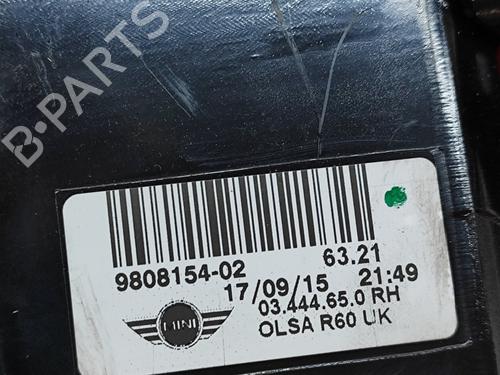 B-PARTS
9808154-02 63.21
17/09/15 21:49
03.444.65.0 RH
MINI OLSA R60 UK